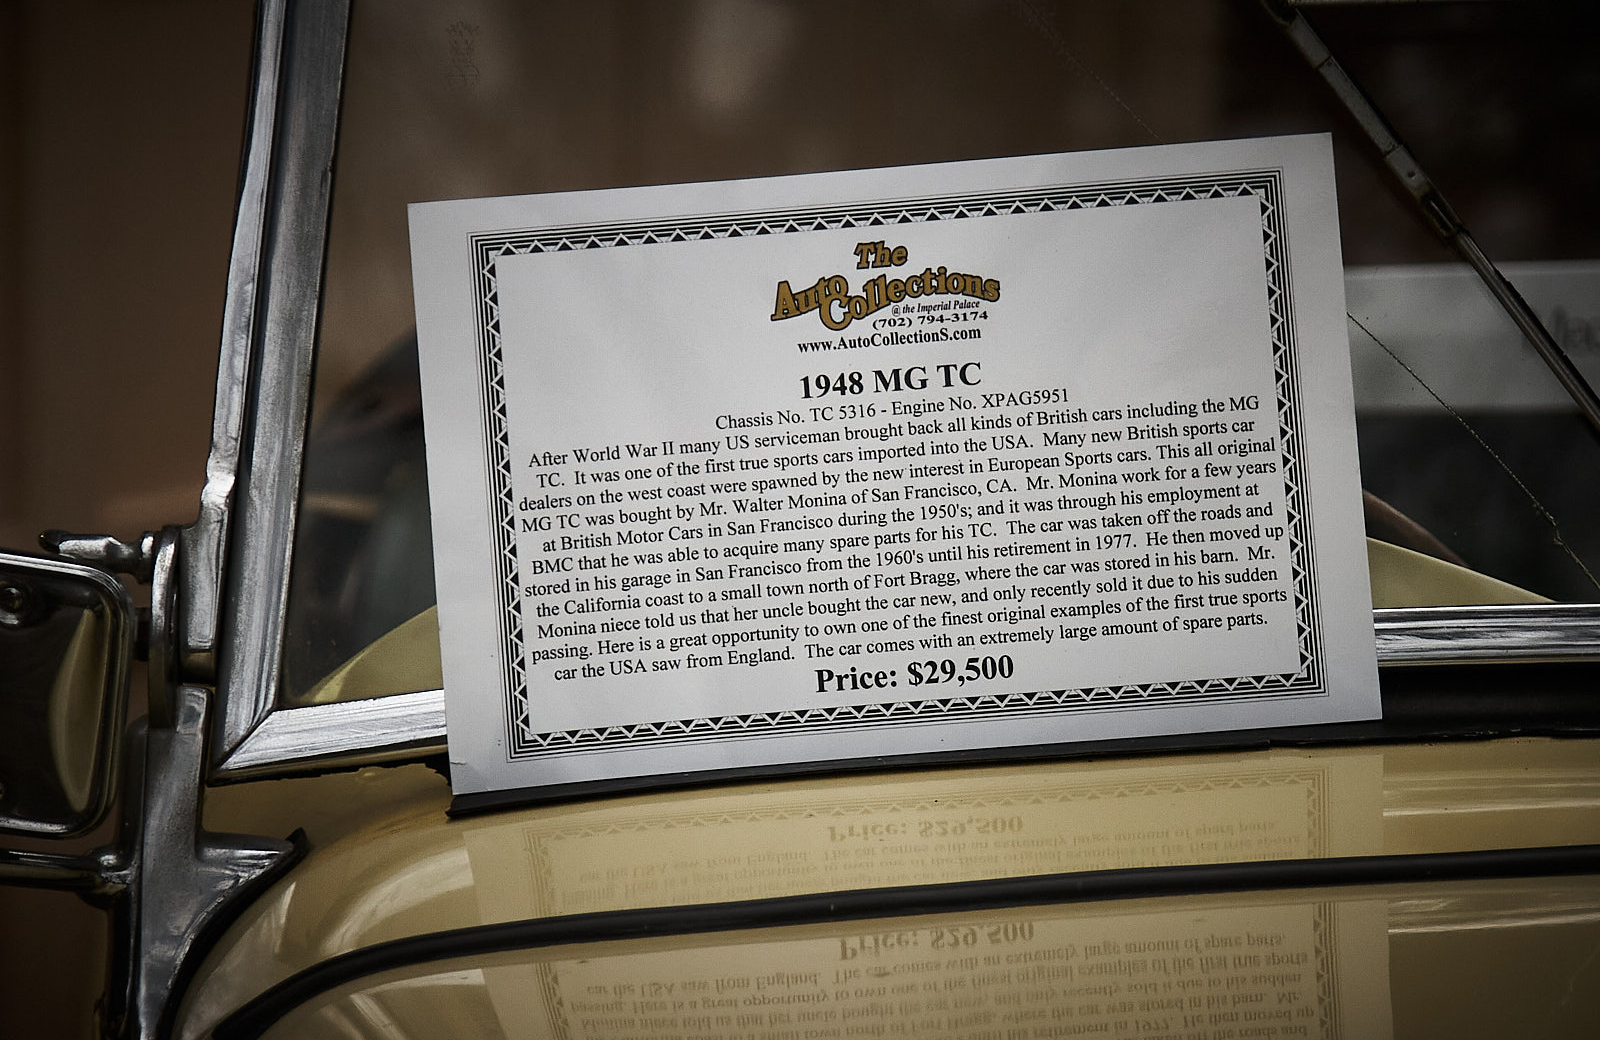 The
Auto Collections
@ the Imperial Palace
(702) 794-3174
www.AutoCollectionS.com
1948 MG TC
Chassis No. TC 5316 - Engine No. XPAG5951
After World War II many US serviceman brought back all kinds of British cars including the MG
TC. It was one of the first true sports cars imported into the USA. Many new British sports car
dealers on the west coast were spawned by the new interest in European Sports cars. This all original
MG TC was bought by Mr. Walter Monina of San Francisco, CA. Mr. Monina work for a few years
at British Motor Cars in San Francisco during the 1950's; and it was through his employment at
BMC that he was able to acquire many spare parts for his TC. The car was taken off the roads and
stored in his garage in San Francisco from the 1960's until his retirement in 1977. He then moved up
the California coast to a small town north of Fort Bragg, where the car was stored in his barn. Mr.
Monina niece told us that her uncle bought the car new, and only recently sold it due to his sudden
passing. Here is a great opportunity to own one of the finest original examples of the first true sports
car the USA saw from England. The car comes with an extremely large amount of spare parts.
Price: $29,500